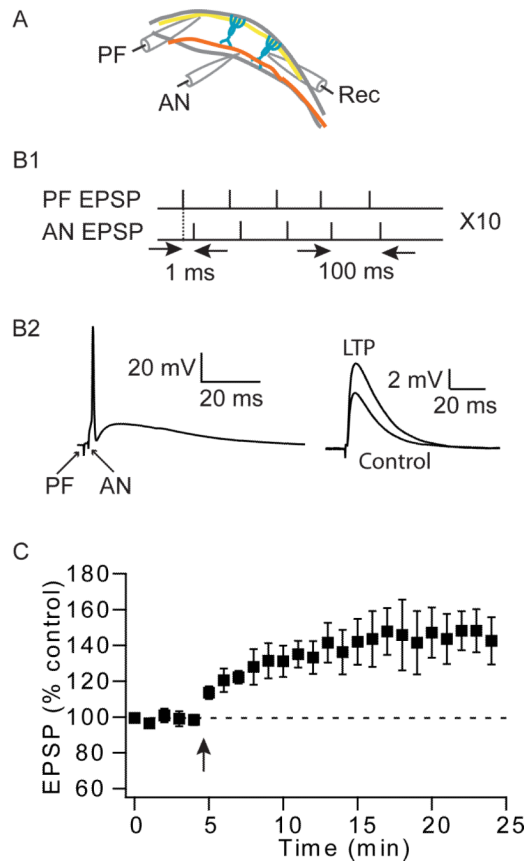 A
PF
AN
Rec
B1
PF EPSP
AN EPSP
X10
1 ms
100 ms
B2
20 mV
20 ms
PF
AN
LTP
2 mV
20 ms
Control
C
EPSP (% control)
180
160
140
120
100
80
60
0 5 10 15 20 25
Time (min)